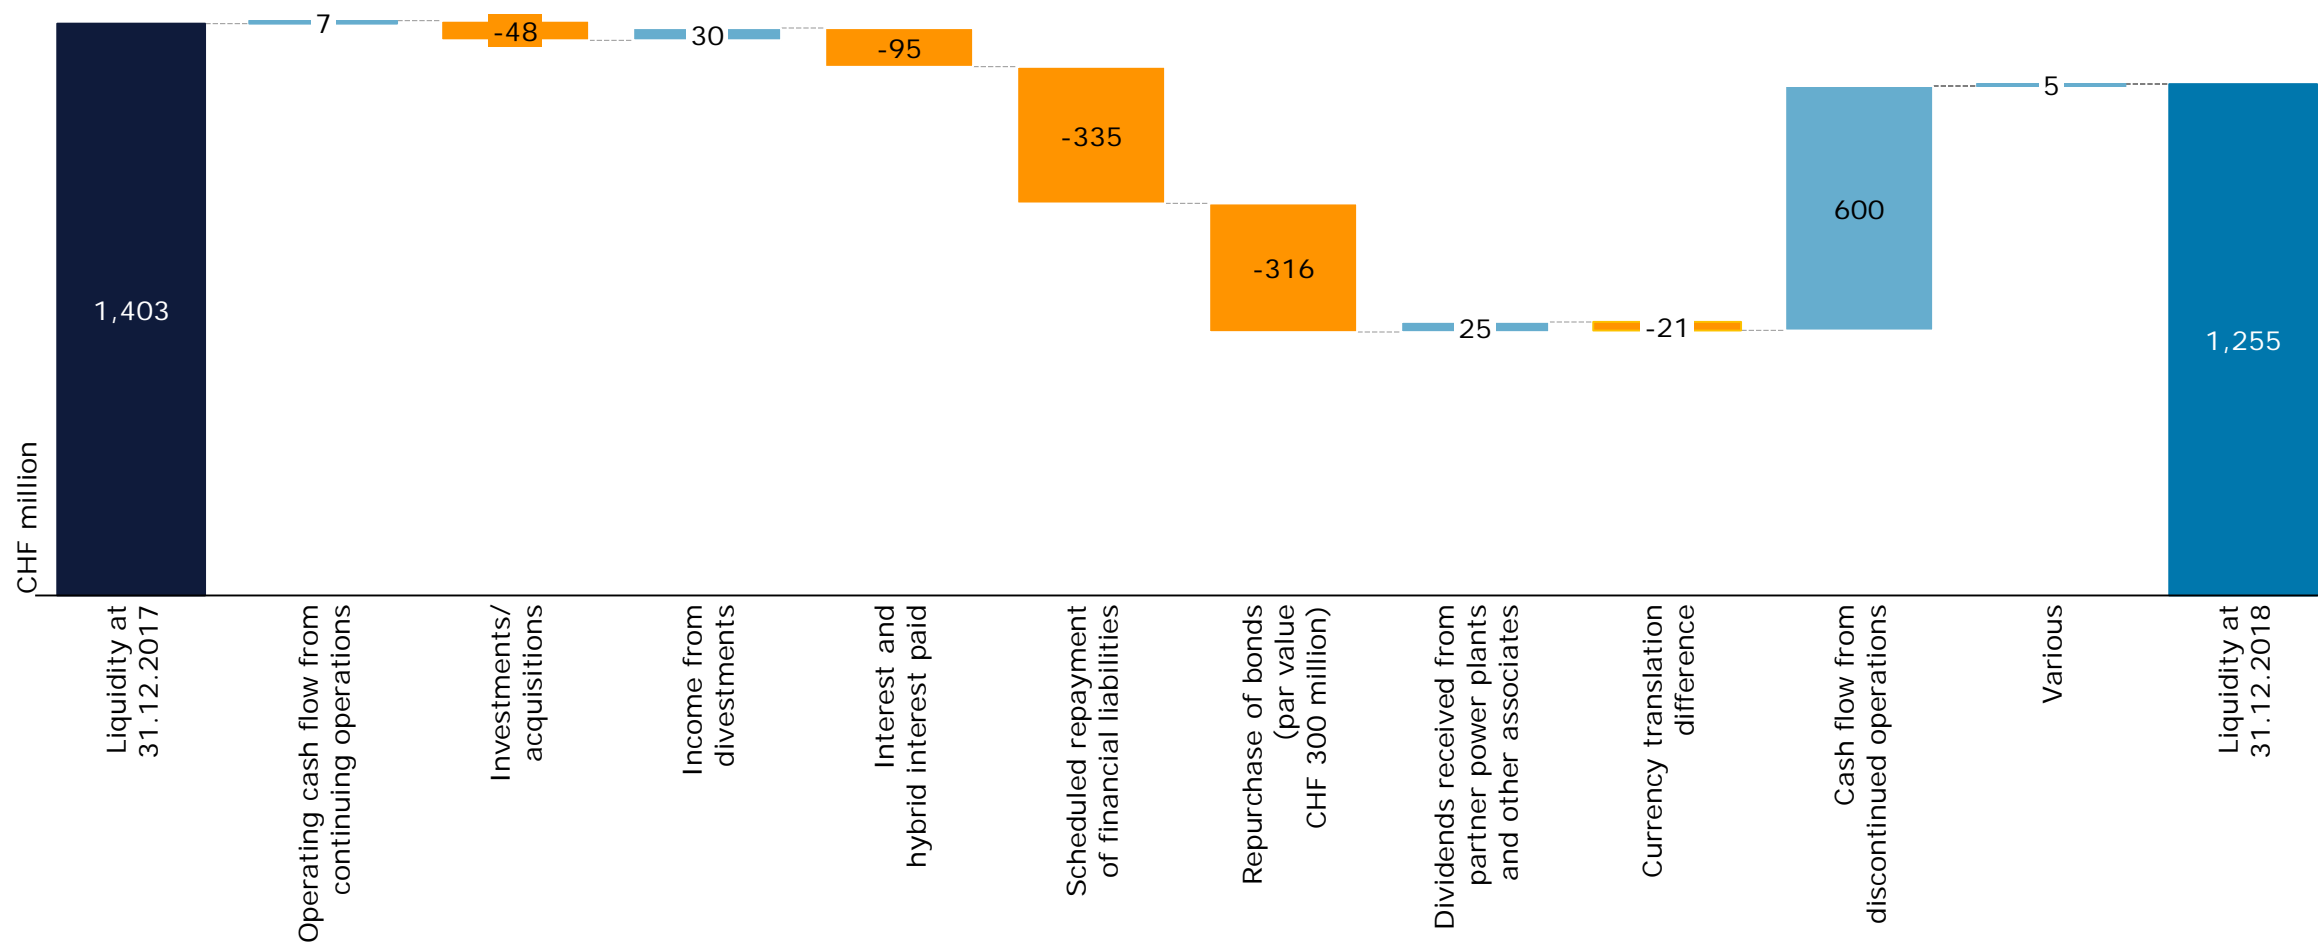 7
-48
30
-95
-335
-316
25
-21
600
5
1,403
1,255
CHF million
Liquidity at
31.12.2017
Operating cash flow from
continuing operations
Investments/
acquisitions
Income from
divestments
Interest and
hybrid interest paid
Scheduled repayment
of financial liabilities
Repurchase of bonds
(par value
CHF 300 million)
Dividends received from
partner power plants
and other associates
Currency translation
difference
Cash flow from
discontinued operations
Various
Liquidity at
31.12.2018